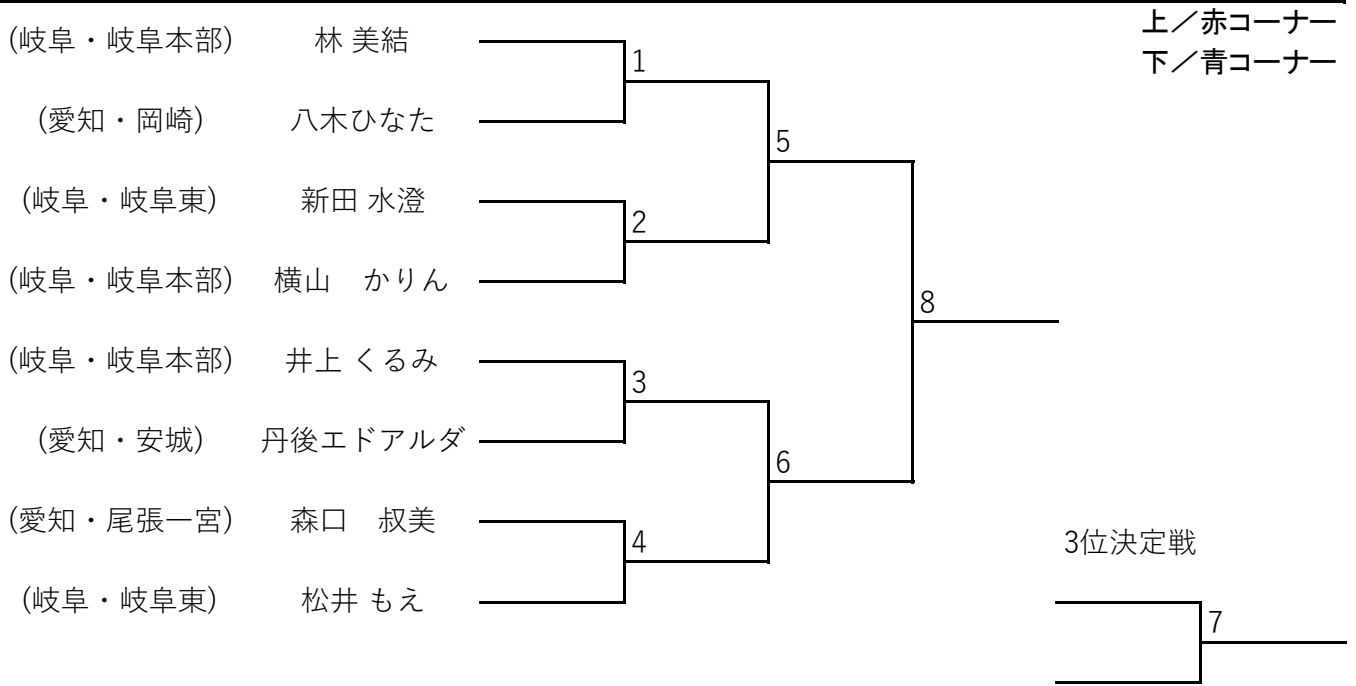 上／赤コーナー
下／青コーナー
(岐阜・岐阜本部) 林 美結
1
(愛知・岡崎) 八木ひなた
5
(岐阜・岐阜東) 新田 水澄
2
(岐阜・岐阜本部) 横山　かりん
8
(岐阜・岐阜本部) 井上 くるみ
3
(愛知・安城) 丹後エドアルダ
6
(愛知・尾張一宮) 森口　叔美
4
3位決定戦
(岐阜・岐阜東) 松井 もえ
7